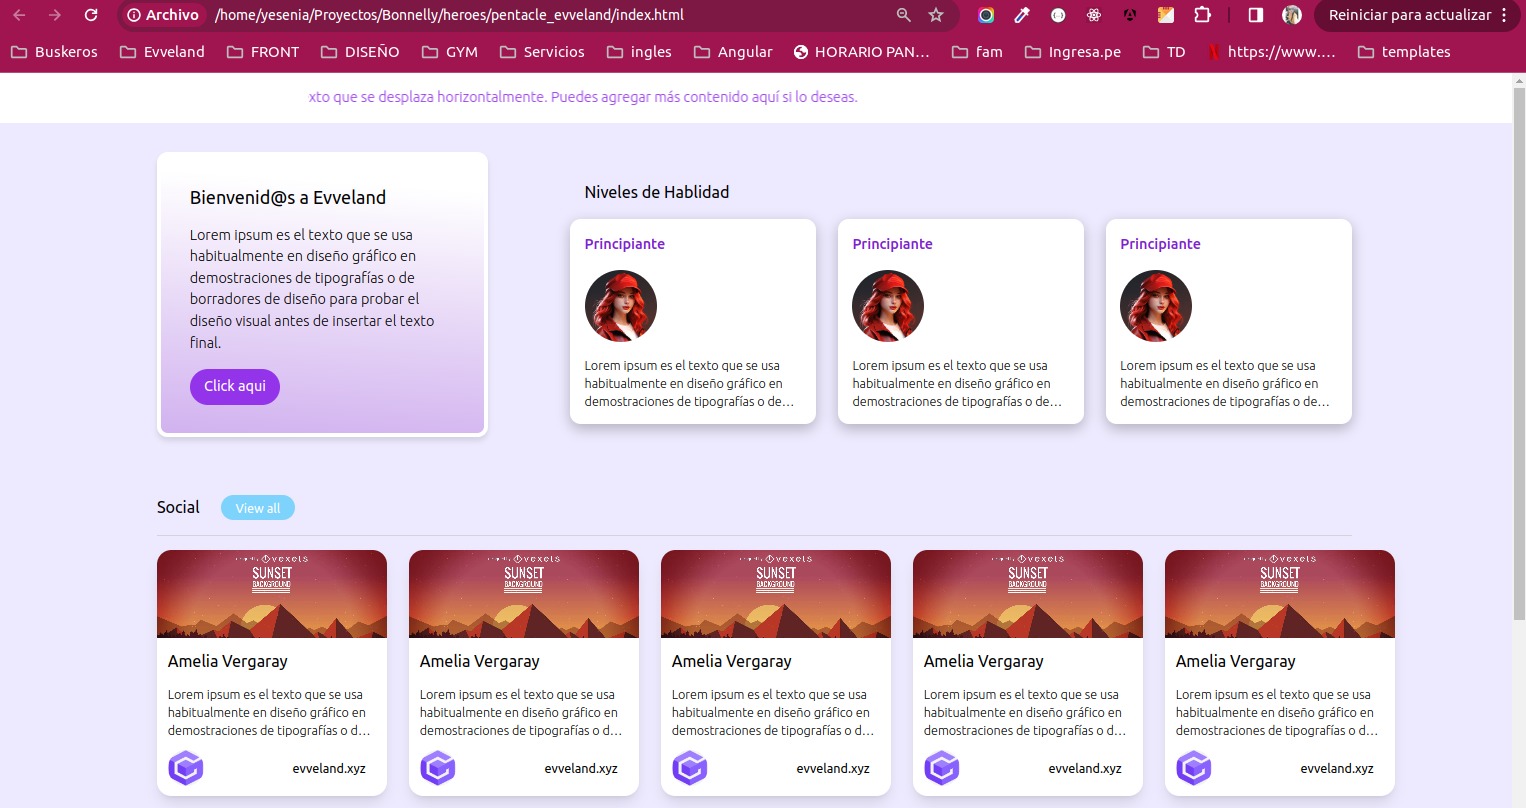 Archivo /home/yesenia/Proyectos/Bonnelly/heroes/pentacle_evveland/index.html Reiniciar para actualizar
Buskeros Evveland FRONT DISEÑO GYM Servicios ingles Angular HORARIO PAN... fam Ingresa.pe TD https://www.... templates
xto que se desplaza horizontalmente. Puedes agregar más contenido aquí si lo deseas.
Bienvenid@s a Evveland
Lorem ipsum es el texto que se usa
habitualmente en diseño gráfico en
demostraciones de tipografías o de
borradores de diseño para probar el
diseño visual antes de insertar el texto
final.
Click aqui
Niveles de Hablidad
Principiante
Lorem ipsum es el texto que se usa
habitualmente en diseño gráfico en
demostraciones de tipografías o de...
Principiante
Lorem ipsum es el texto que se usa
habitualmente en diseño gráfico en
demostraciones de tipografías o de...
Principiante
Lorem ipsum es el texto que se usa
habitualmente en diseño gráfico en
demostraciones de tipografías o de...
Social View all
vexels
SUNSET
BACKGROUND
Amelia Vergaray
Lorem ipsum es el texto que se usa
habitualmente en diseño gráfico en
demostraciones de tipografías o d...
evveland.xyz
vexels
SUNSET
BACKGROUND
Amelia Vergaray
Lorem ipsum es el texto que se usa
habitualmente en diseño gráfico en
demostraciones de tipografías o d...
evveland.xyz
vexels
SUNSET
BACKGROUND
Amelia Vergaray
Lorem ipsum es el texto que se usa
habitualmente en diseño gráfico en
demostraciones de tipografías o d...
evveland.xyz
vexels
SUNSET
BACKGROUND
Amelia Vergaray
Lorem ipsum es el texto que se usa
habitualmente en diseño gráfico en
demostraciones de tipografías o d...
evveland.xyz
vexels
SUNSET
BACKGROUND
Amelia Vergaray
Lorem ipsum es el texto que se usa
habitualmente en diseño gráfico en
demostraciones de tipografías o d...
evveland.xyz